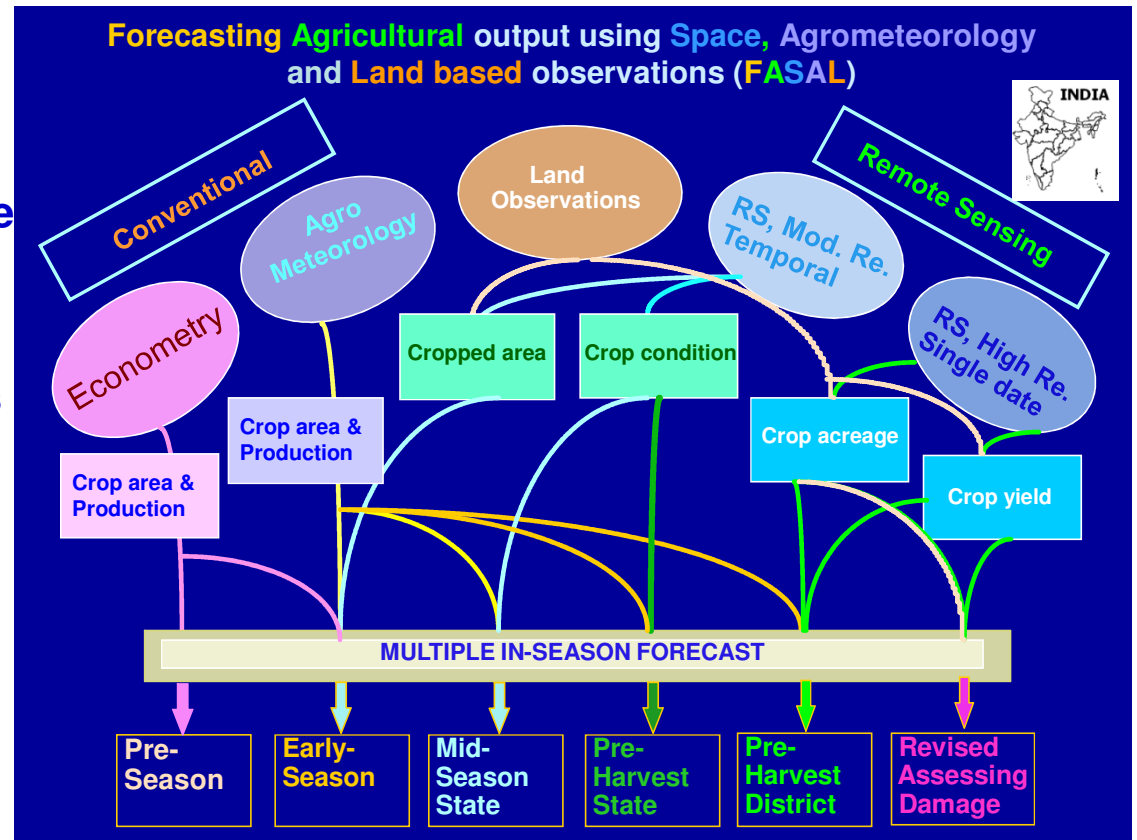 Forecasting Agricultural output using Space, Agrometeorology
and Land based observations (FASAL)
INDIA
Conventional
Remote Sensing
e
Econometry
Agro
Meteorology
Land
Observations
RS, Mod. Re.
Temporal
RS, High Re.
Single date
Cropped area
Crop condition
Crop area &
Production
Crop area &
Production
Crop acreage
Crop yield
MULTIPLE IN-SEASON FORECAST
Pre-
Season
Early-
Season
Mid-
Season
State
Pre-
Harvest
State
Pre-
Harvest
District
Revised
Assessing
Damage